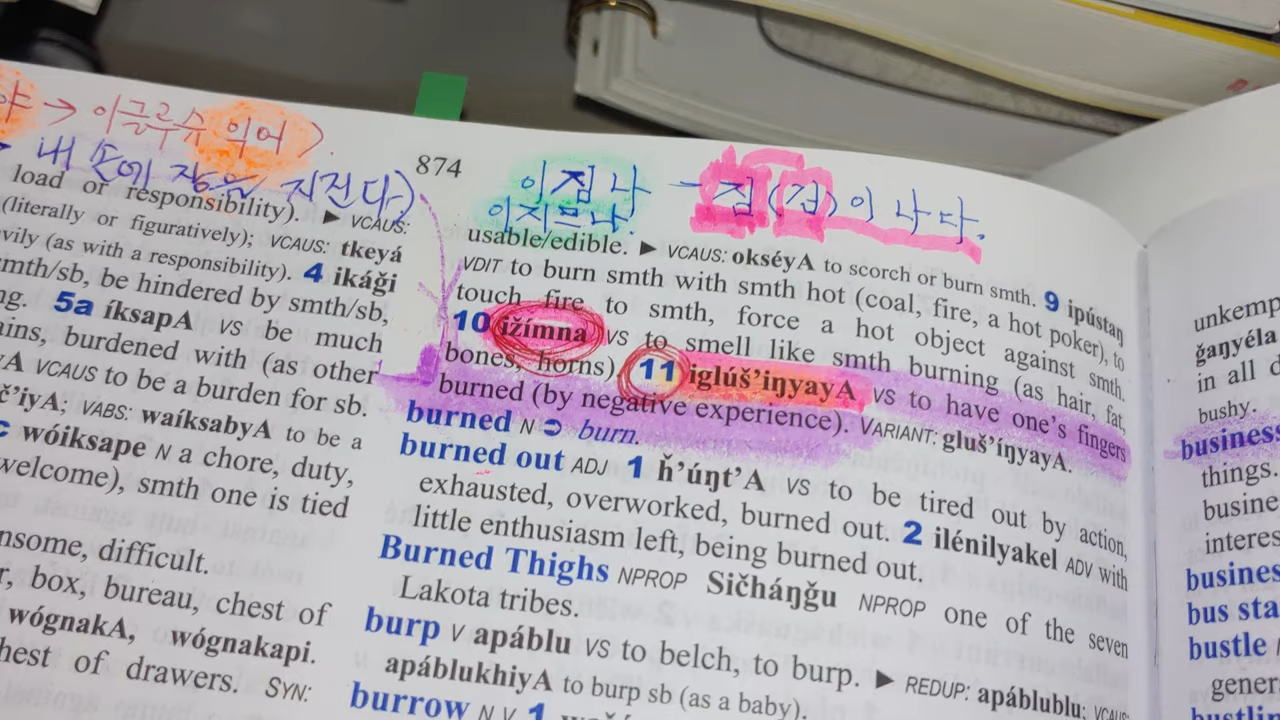 야 → 이글루슈 익어 >
내 손에 장을 지진다)
load or responsibility). ► VCAUS:
(literally or figuratively); VCAUS: tkeyá
vily (as with a responsibility). 4 ikáǧi
smth/sb, be hindered by smth/sb,
ng. 5a íksapA VS be much
ains, burdened with (as other
yA VCAUS to be a burden for sb.
č'iyA; VABS: waíksabyA to be a
c wóiksape N a chore, duty,
welcome), smth one is tied
nsome, difficult.
r, box, bureau, chest of
wógnakA, wógnakapi.
hest of drawers. SYN:
874
이짐나 - 짐(김)이 나다.
이지므나.
usable/edible. ► VCAUS: okséyA to scorch or burn smth. 9 ipústaŋ
VDIT to burn smth with smth hot (coal, fire, a hot poker), to
touch fire to smth, force a hot object against smth.
10 ižímna VS to smell like smth burning (as hair, fat,
bones, horns). 11 iglúš'iŋyayA VS to have one's fingers
burned (by negative experience). VARIANT: gluš'íŋyayA.
burned N ➲ burn.
burned out ADJ 1 ȟ'úŋt'A VS to be tired out by action,
exhausted, overworked, burned out. 2 ilénilyakel ADV with
little enthusiasm left, being burned out.
Burned Thighs NPROP Sičháŋǧu NPROP one of the seven
Lakota tribes.
burp V apáblu VS to belch, to burp. ► REDUP: apáblublu; VCAUS:
apáblukhiyA to burp sb (as a baby).
burrow N V 1
unkemp
ǧaŋyéla
in all d
bushy.
business
things.
busine
interes
busines
bus sta
bustle
gener
bustlin